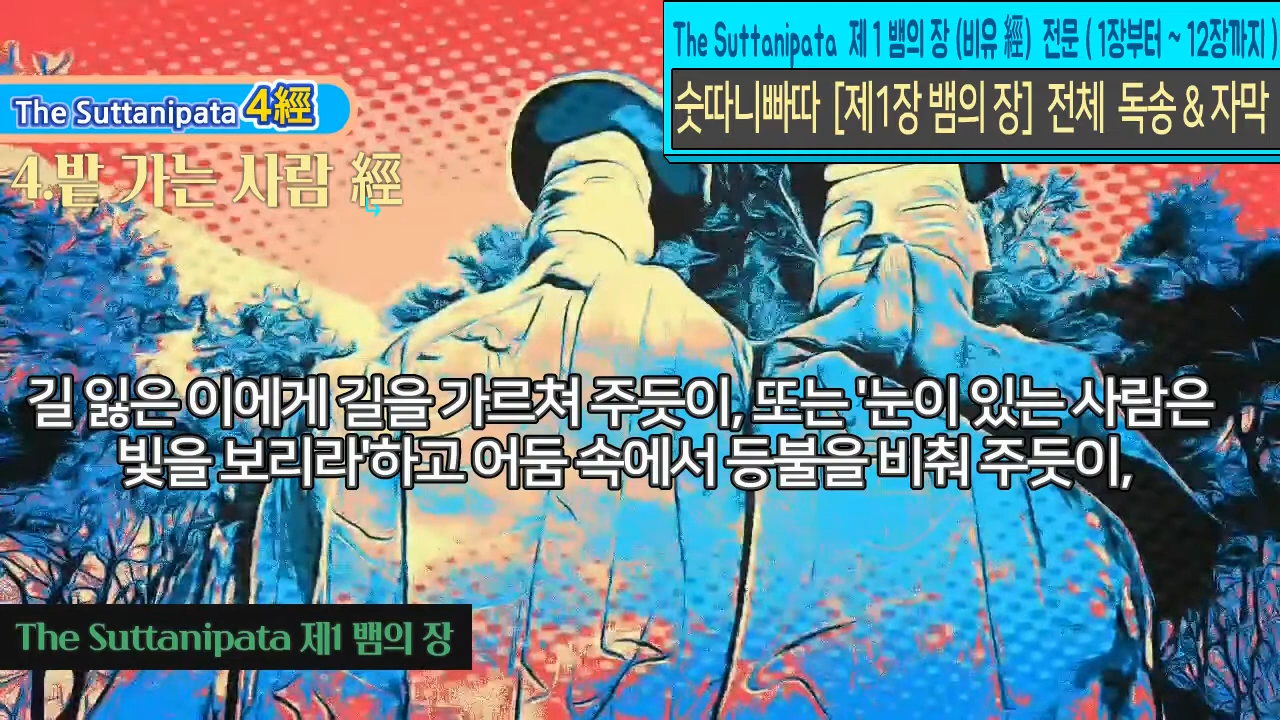 The Suttanipata 제 1 뱀의 장 (비유 經) 전문 ( 1장부터 ~ 12장까지 )
숫따니빠따 [제1장 뱀의 장] 전체 독송 & 자막
The Suttanipata 4經
4.밭 가는 사람 經
길 잃은 이에게 길을 가르쳐 주듯이, 또는 '눈이 있는 사람은
빛을 보리라'하고 어둠 속에서 등불을 비춰 주듯이,
The Suttanipata 제1 뱀의 장